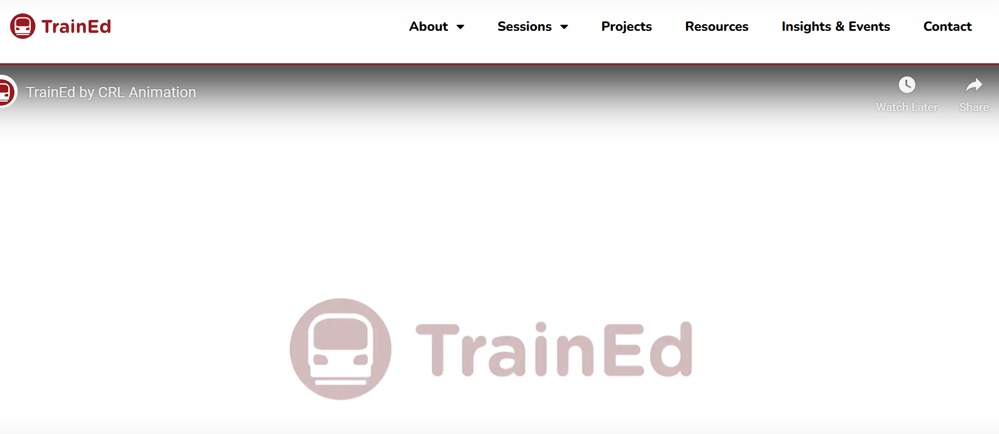 TrainEd
About
Sessions
Projects
Resources
Insights & Events
Contact
TrainEd by CRL Animation
Watch Later
Share
TrainEd